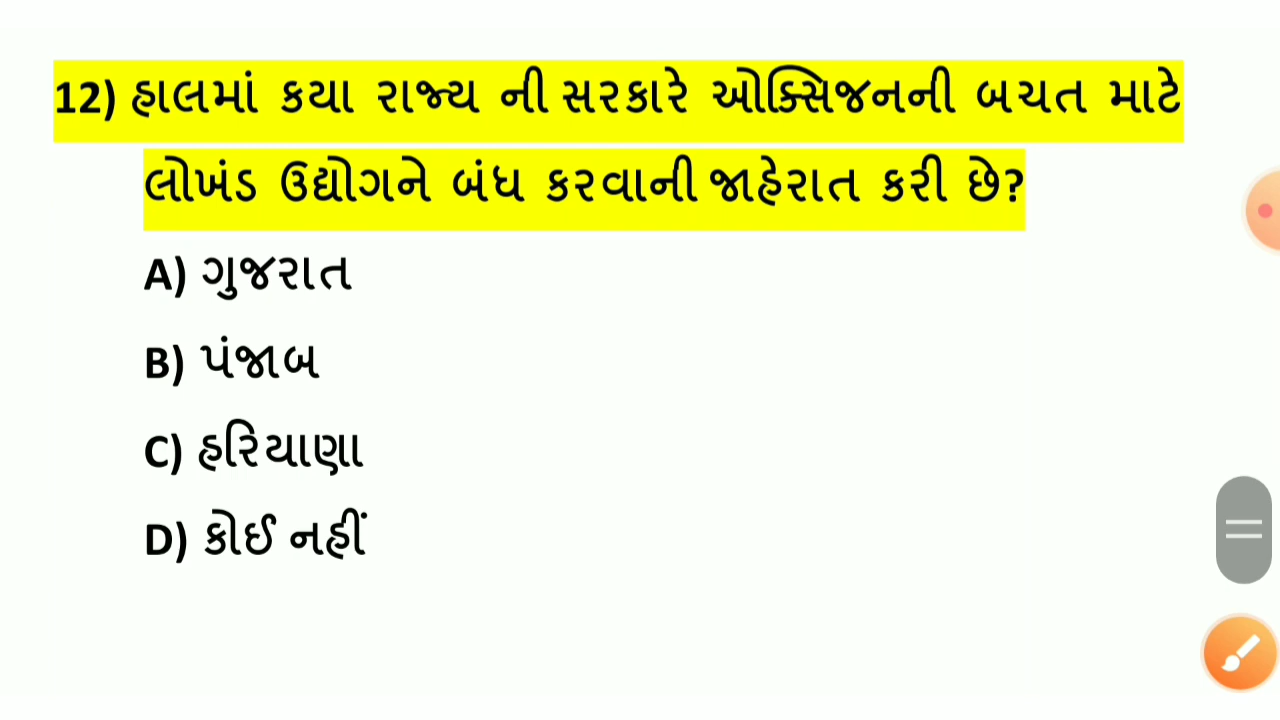 12) હાલમાં કયા રાજ્ય ની સરકારે ઓક્સિજનની બચત માટે
લોખંડ ઉદ્યોગને બંધ કરવાની જાહેરાત કરી છે?
A) ગુજરાત
B) પંજાબ
C) હરિયાણા
D) કોઈ નહીં